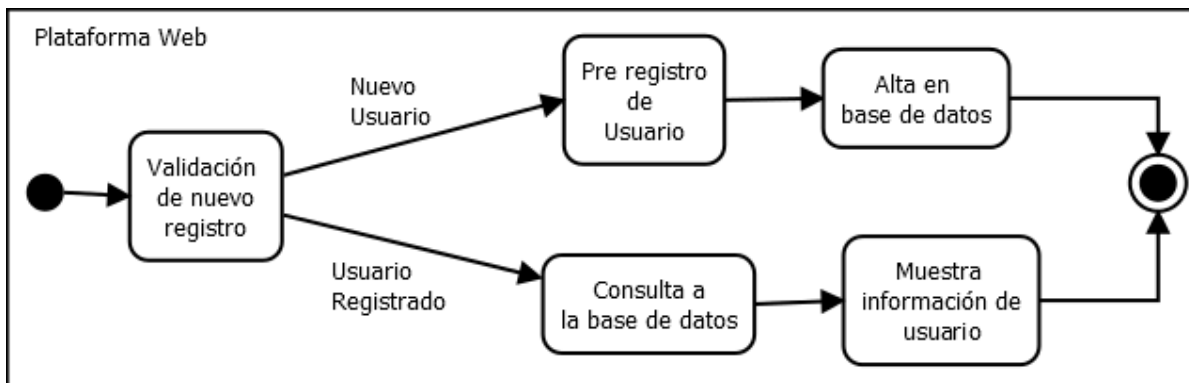 Plataforma Web
Validación
de nuevo
registro
Nuevo
Usuario
Pre registro
de
Usuario
Alta en
base de datos
Usuario
Registrado
Consulta a
la base de datos
Muestra
información de
usuario